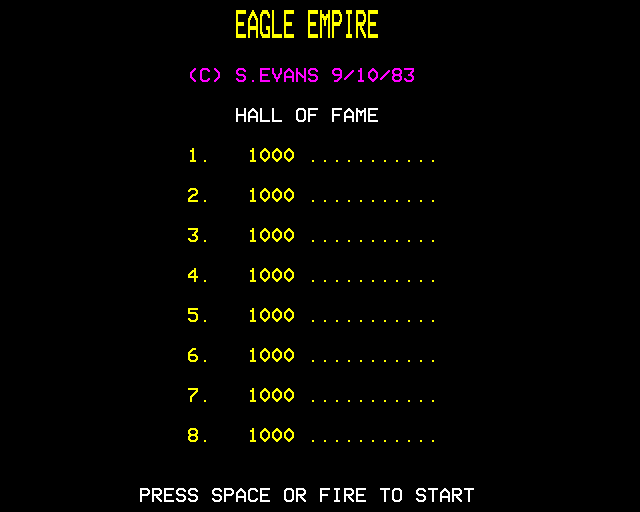 EAGLE EMPIRE
(C) S.EVANS 9/10/83
HALL OF FAME
1. 1000 ...........
2. 1000 ...........
3. 1000 ...........
4. 1000 ...........
5. 1000 ...........
6. 1000 ...........
7. 1000 ...........
8. 1000 ...........
PRESS SPACE OR FIRE TO START